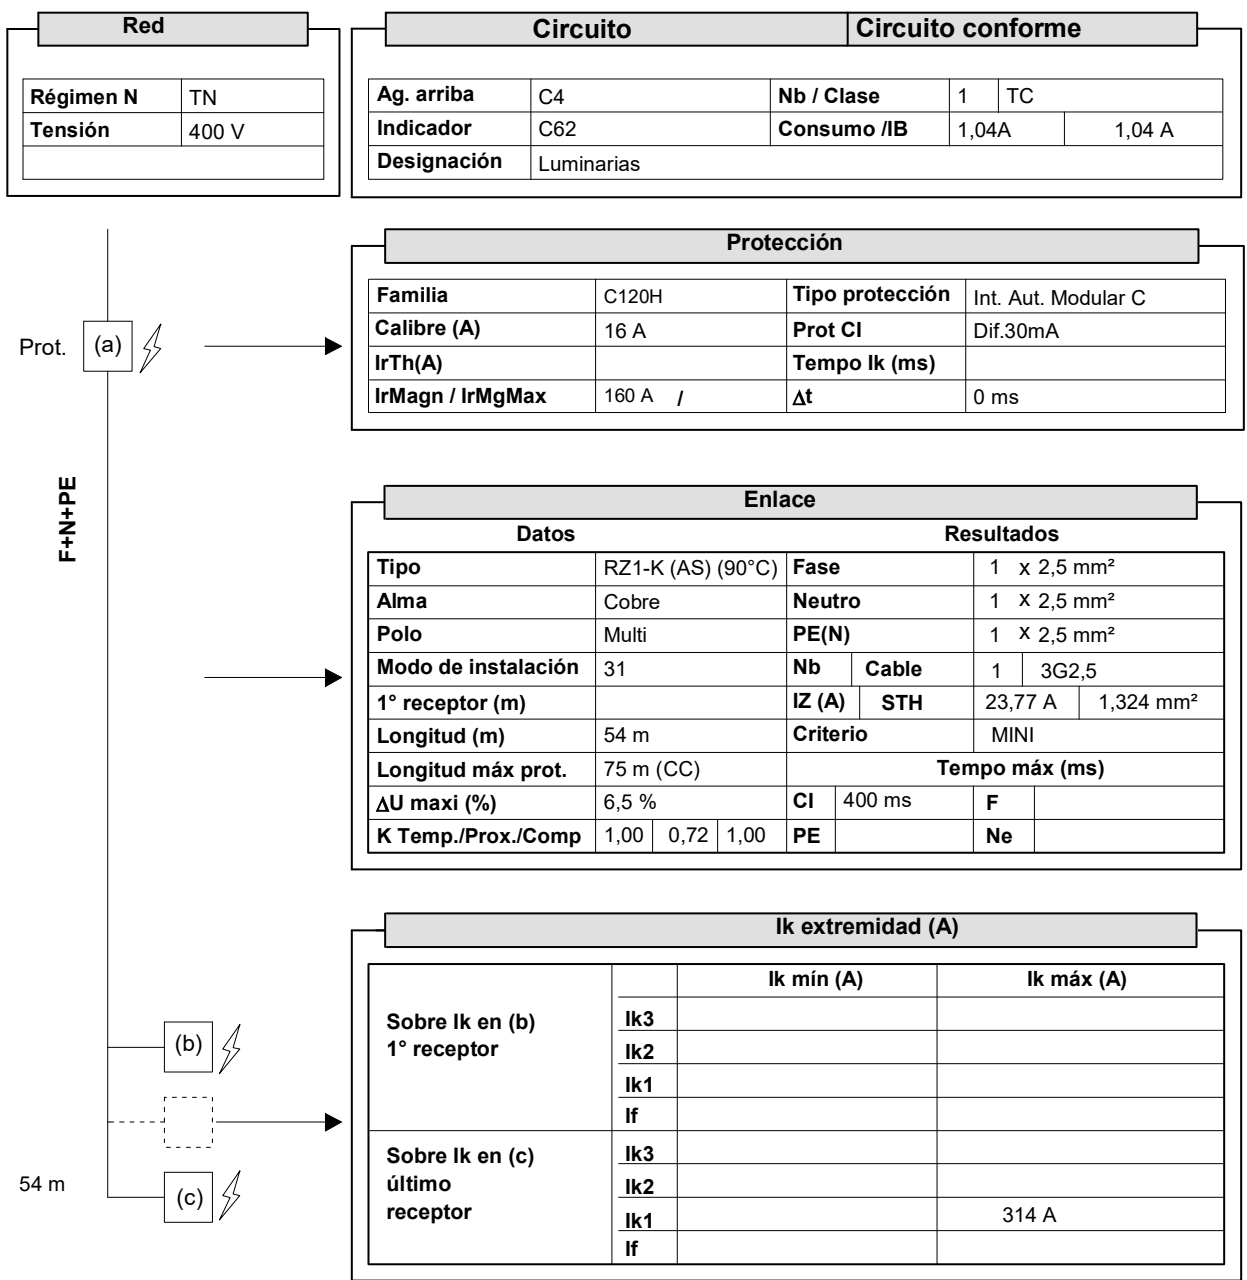 Red
Régimen N TN
Tensión 400 V
Circuito Circuito conforme
Ag. arriba C4 Nb / Clase 1 TC
Indicador C62 Consumo /IB 1,04A 1,04 A
Designación Luminarias
Protección
Familia C120H Tipo protección Int. Aut. Modular C
Calibre (A) 16 A Prot CI Dif.30mA
IrTh(A) Tempo Ik (ms)
IrMagn / IrMgMax 160 A / Δt 0 ms
Prot. (a)
F+N+PE
Enlace
Datos Resultados
Tipo RZ1-K (AS) (90°C) Fase 1 x 2,5 mm²
Alma Cobre Neutro 1 x 2,5 mm²
Polo Multi PE(N) 1 x 2,5 mm²
Modo de instalación 31 Nb Cable 1 3G2,5
1° receptor (m) IZ (A) STH 23,77 A 1,324 mm²
Longitud (m) 54 m Criterio MINI
Longitud máx prot. 75 m (CC) Tempo máx (ms)
ΔU maxi (%) 6,5 % CI 400 ms F
K Temp./Prox./Comp 1,00 0,72 1,00 PE Ne
Ik extremidad (A)
Ik mín (A) Ik máx (A)
Sobre Ik en (b)
1° receptor
Ik3
Ik2
Ik1
If
(b)
Sobre Ik en (c)
último
receptor
Ik3
Ik2
Ik1 314 A
If
54 m (c)